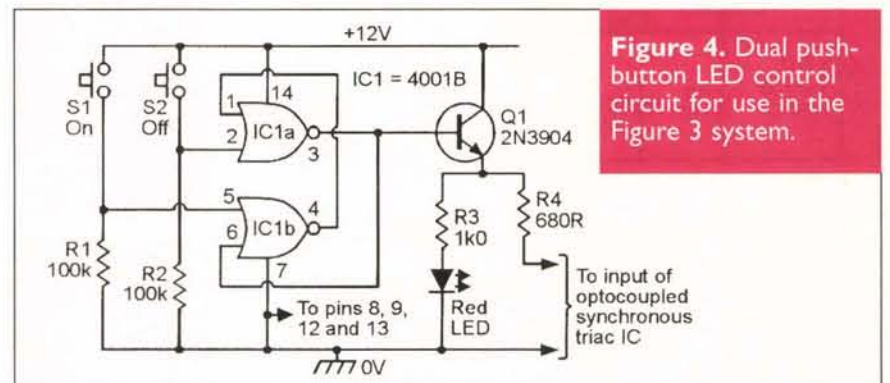 +12V
S1
On
S2
Off
14
IC1 = 4001B
1
2
IC1a
3
Q1
2N3904
5
6
IC1b
4
7
R1
100k
R2
100k
R3
1k0
R4
680R
Red
LED
To pins 8, 9,
12 and 13
0V
To input of
optocoupled
synchronous
triac IC
Figure 4. Dual push-
button LED control
circuit for use in the
Figure 3 system.